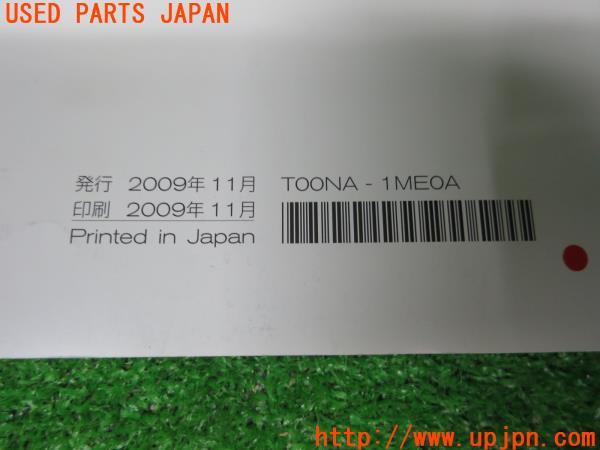 USED PARTS JAPAN
発行 2009年11月 T00NA - 1ME0A
印刷 2009年11月
Printed in Japan
http://www.upjpn.com